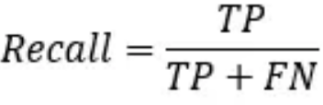 Recall = TP / TP + FN